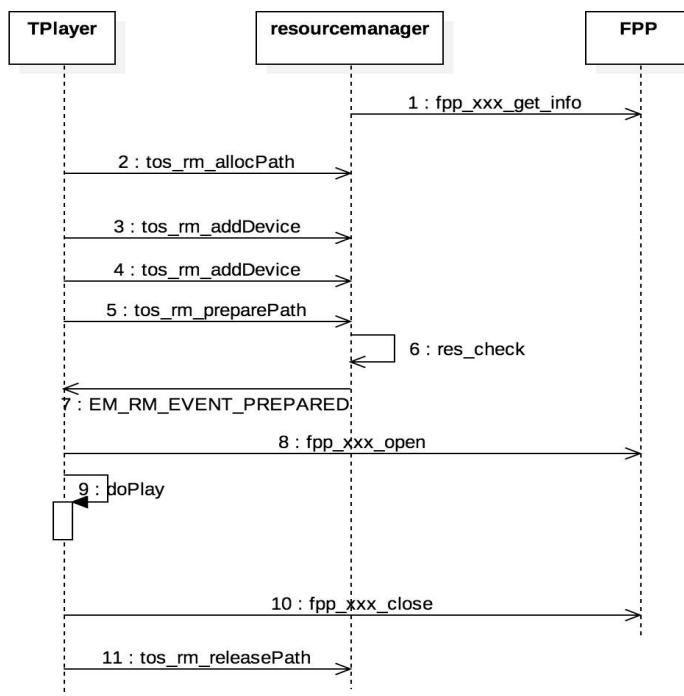 TPlayer
resourcemanager
FPP
1 : fpp_xxx_get_info
2 : tos_rm_allocPath
3 : tos_rm_addDevice
4 : tos_rm_addDevice
5 : tos_rm_preparePath
6 : res_check
7 : EM_RM_EVENT_PREPARED
8 : fpp_xxx_open
9 : doPlay
10 : fpp_xxx_close
11 : tos_rm_releasePath